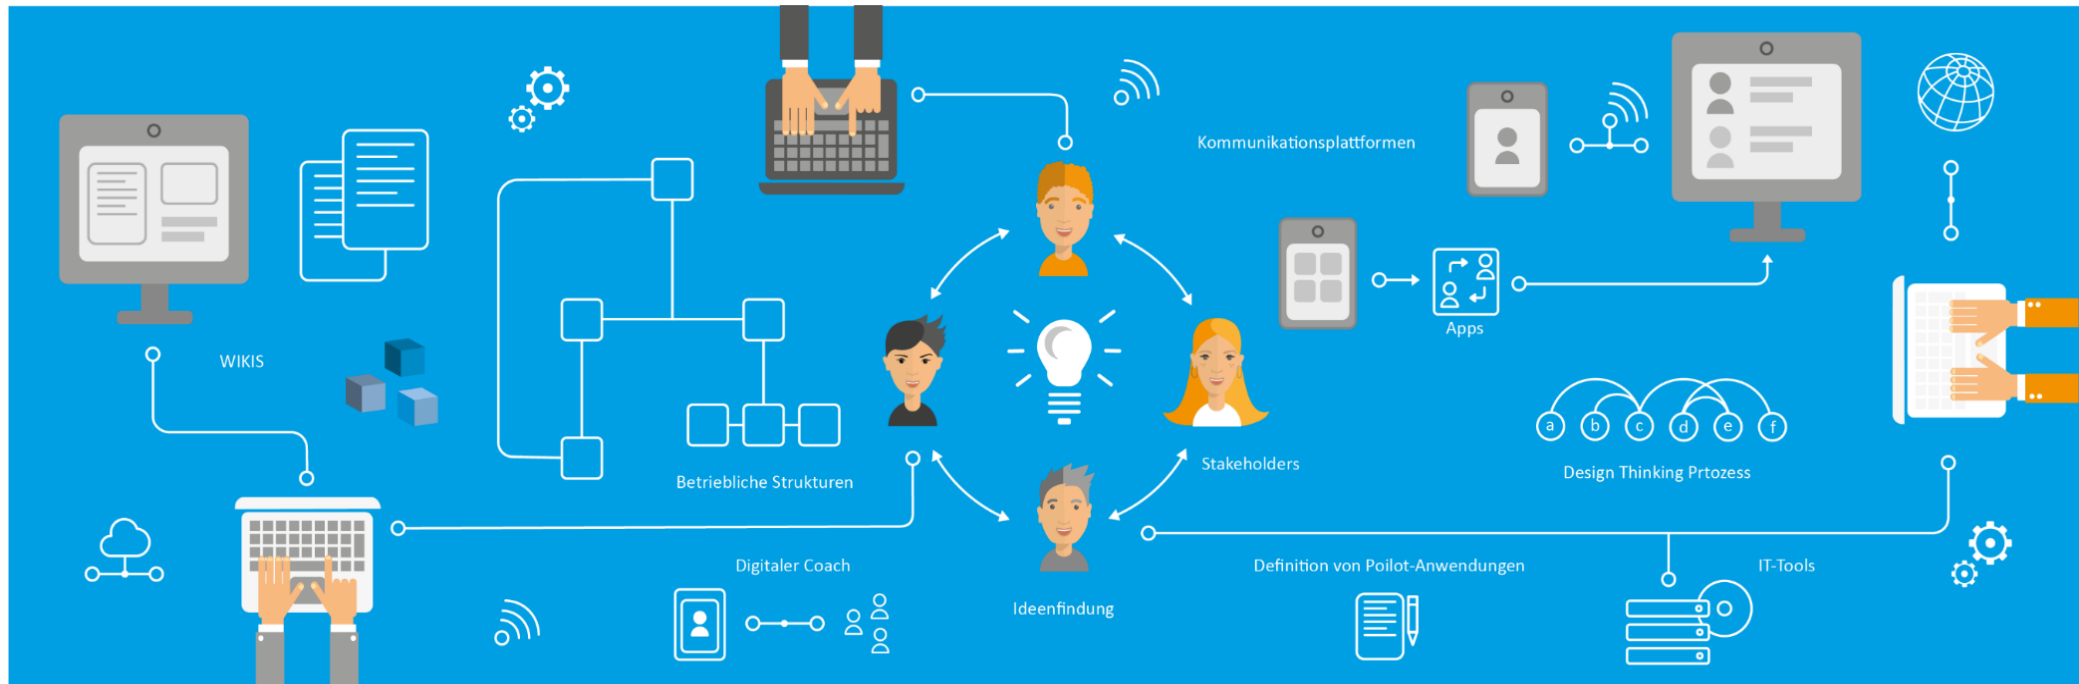 Kommunikationsplattformen
Apps
WIKIS
a b c d e f
Design Thinking Prtozess
Stakeholders
Betriebliche Strukturen
Digitaler Coach
Definition von Poilot-Anwendungen
IT-Tools
Ideenfindung